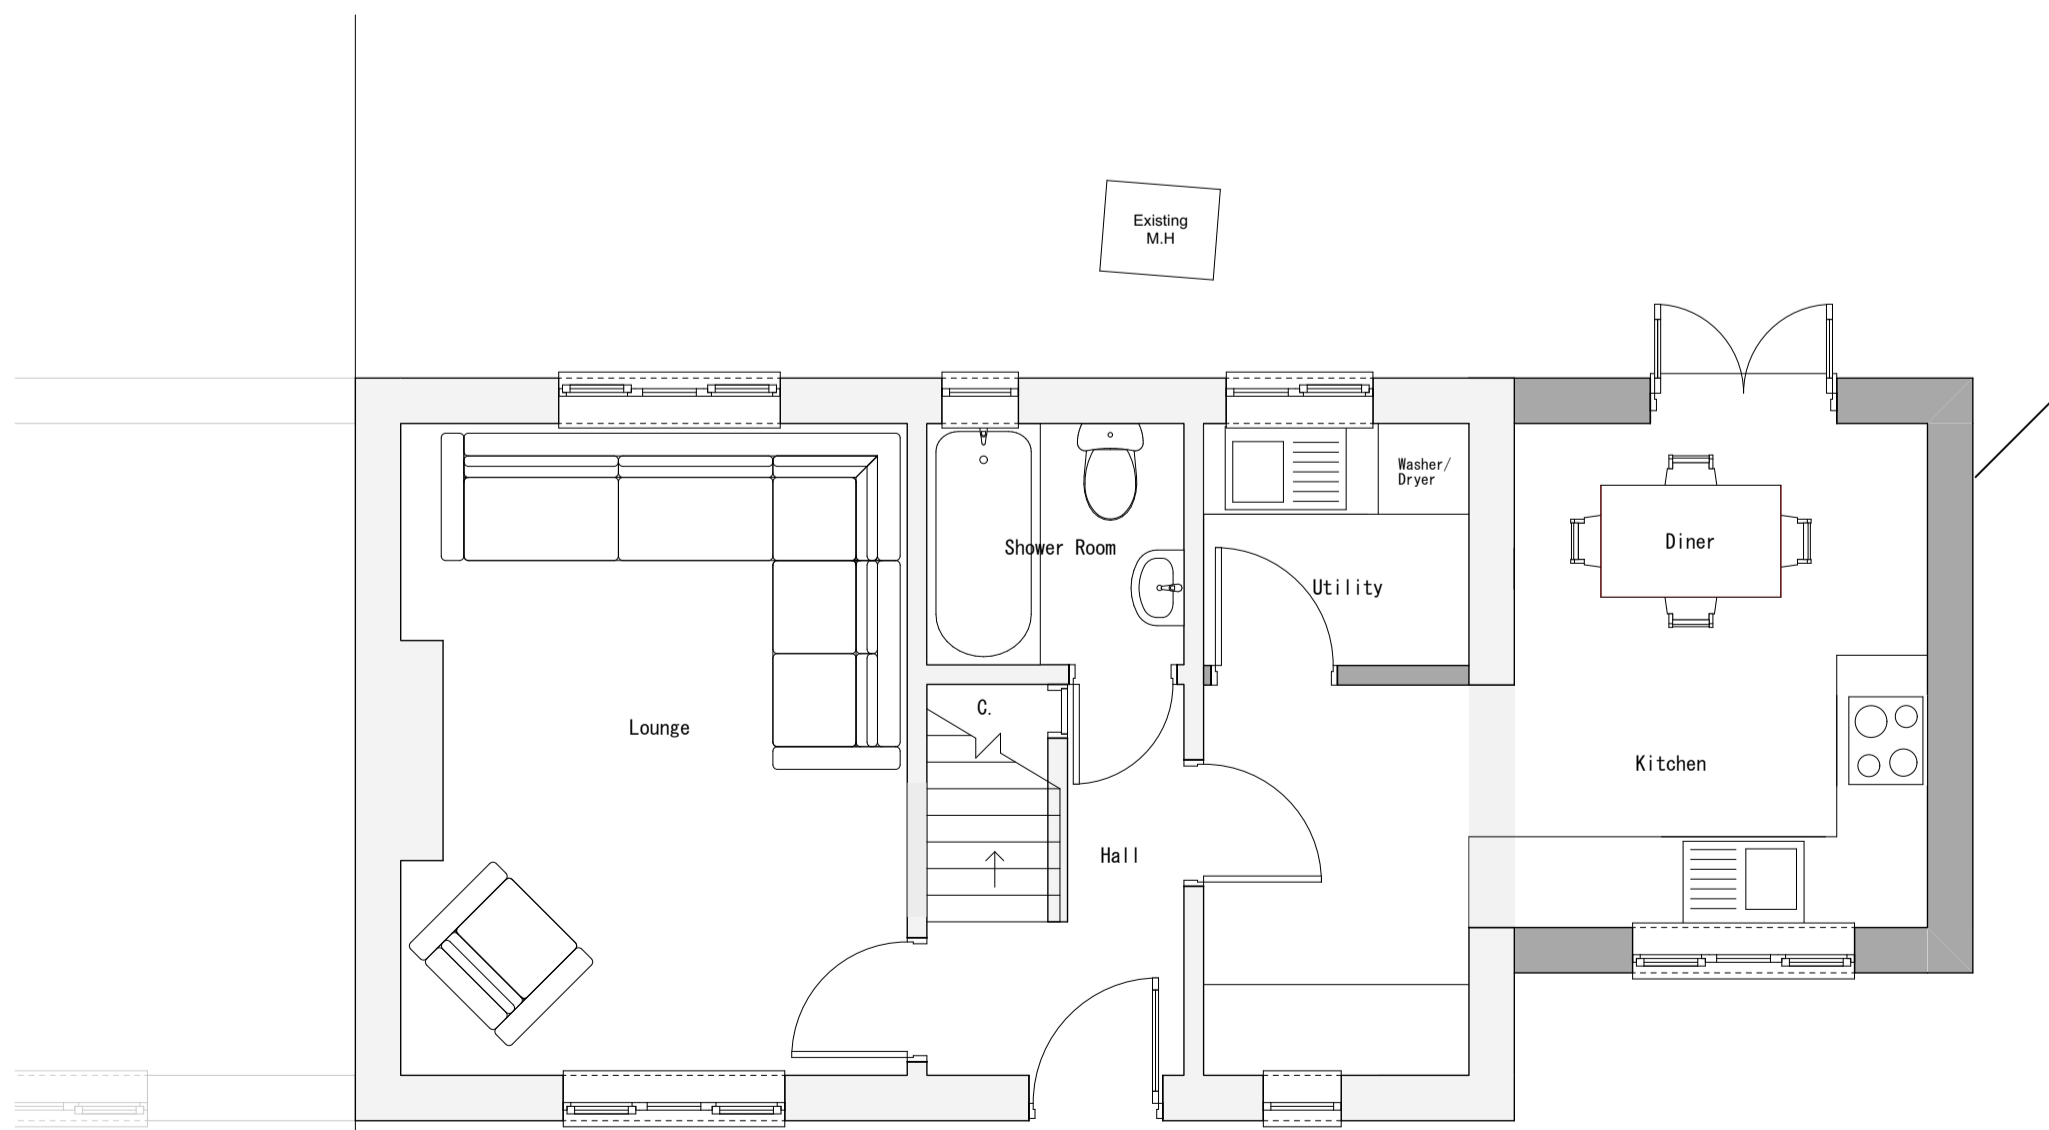 Existing
M.H
Washer/
Dryer
Diner
Shower Room
Utility
C.
Lounge
Kitchen
Hall